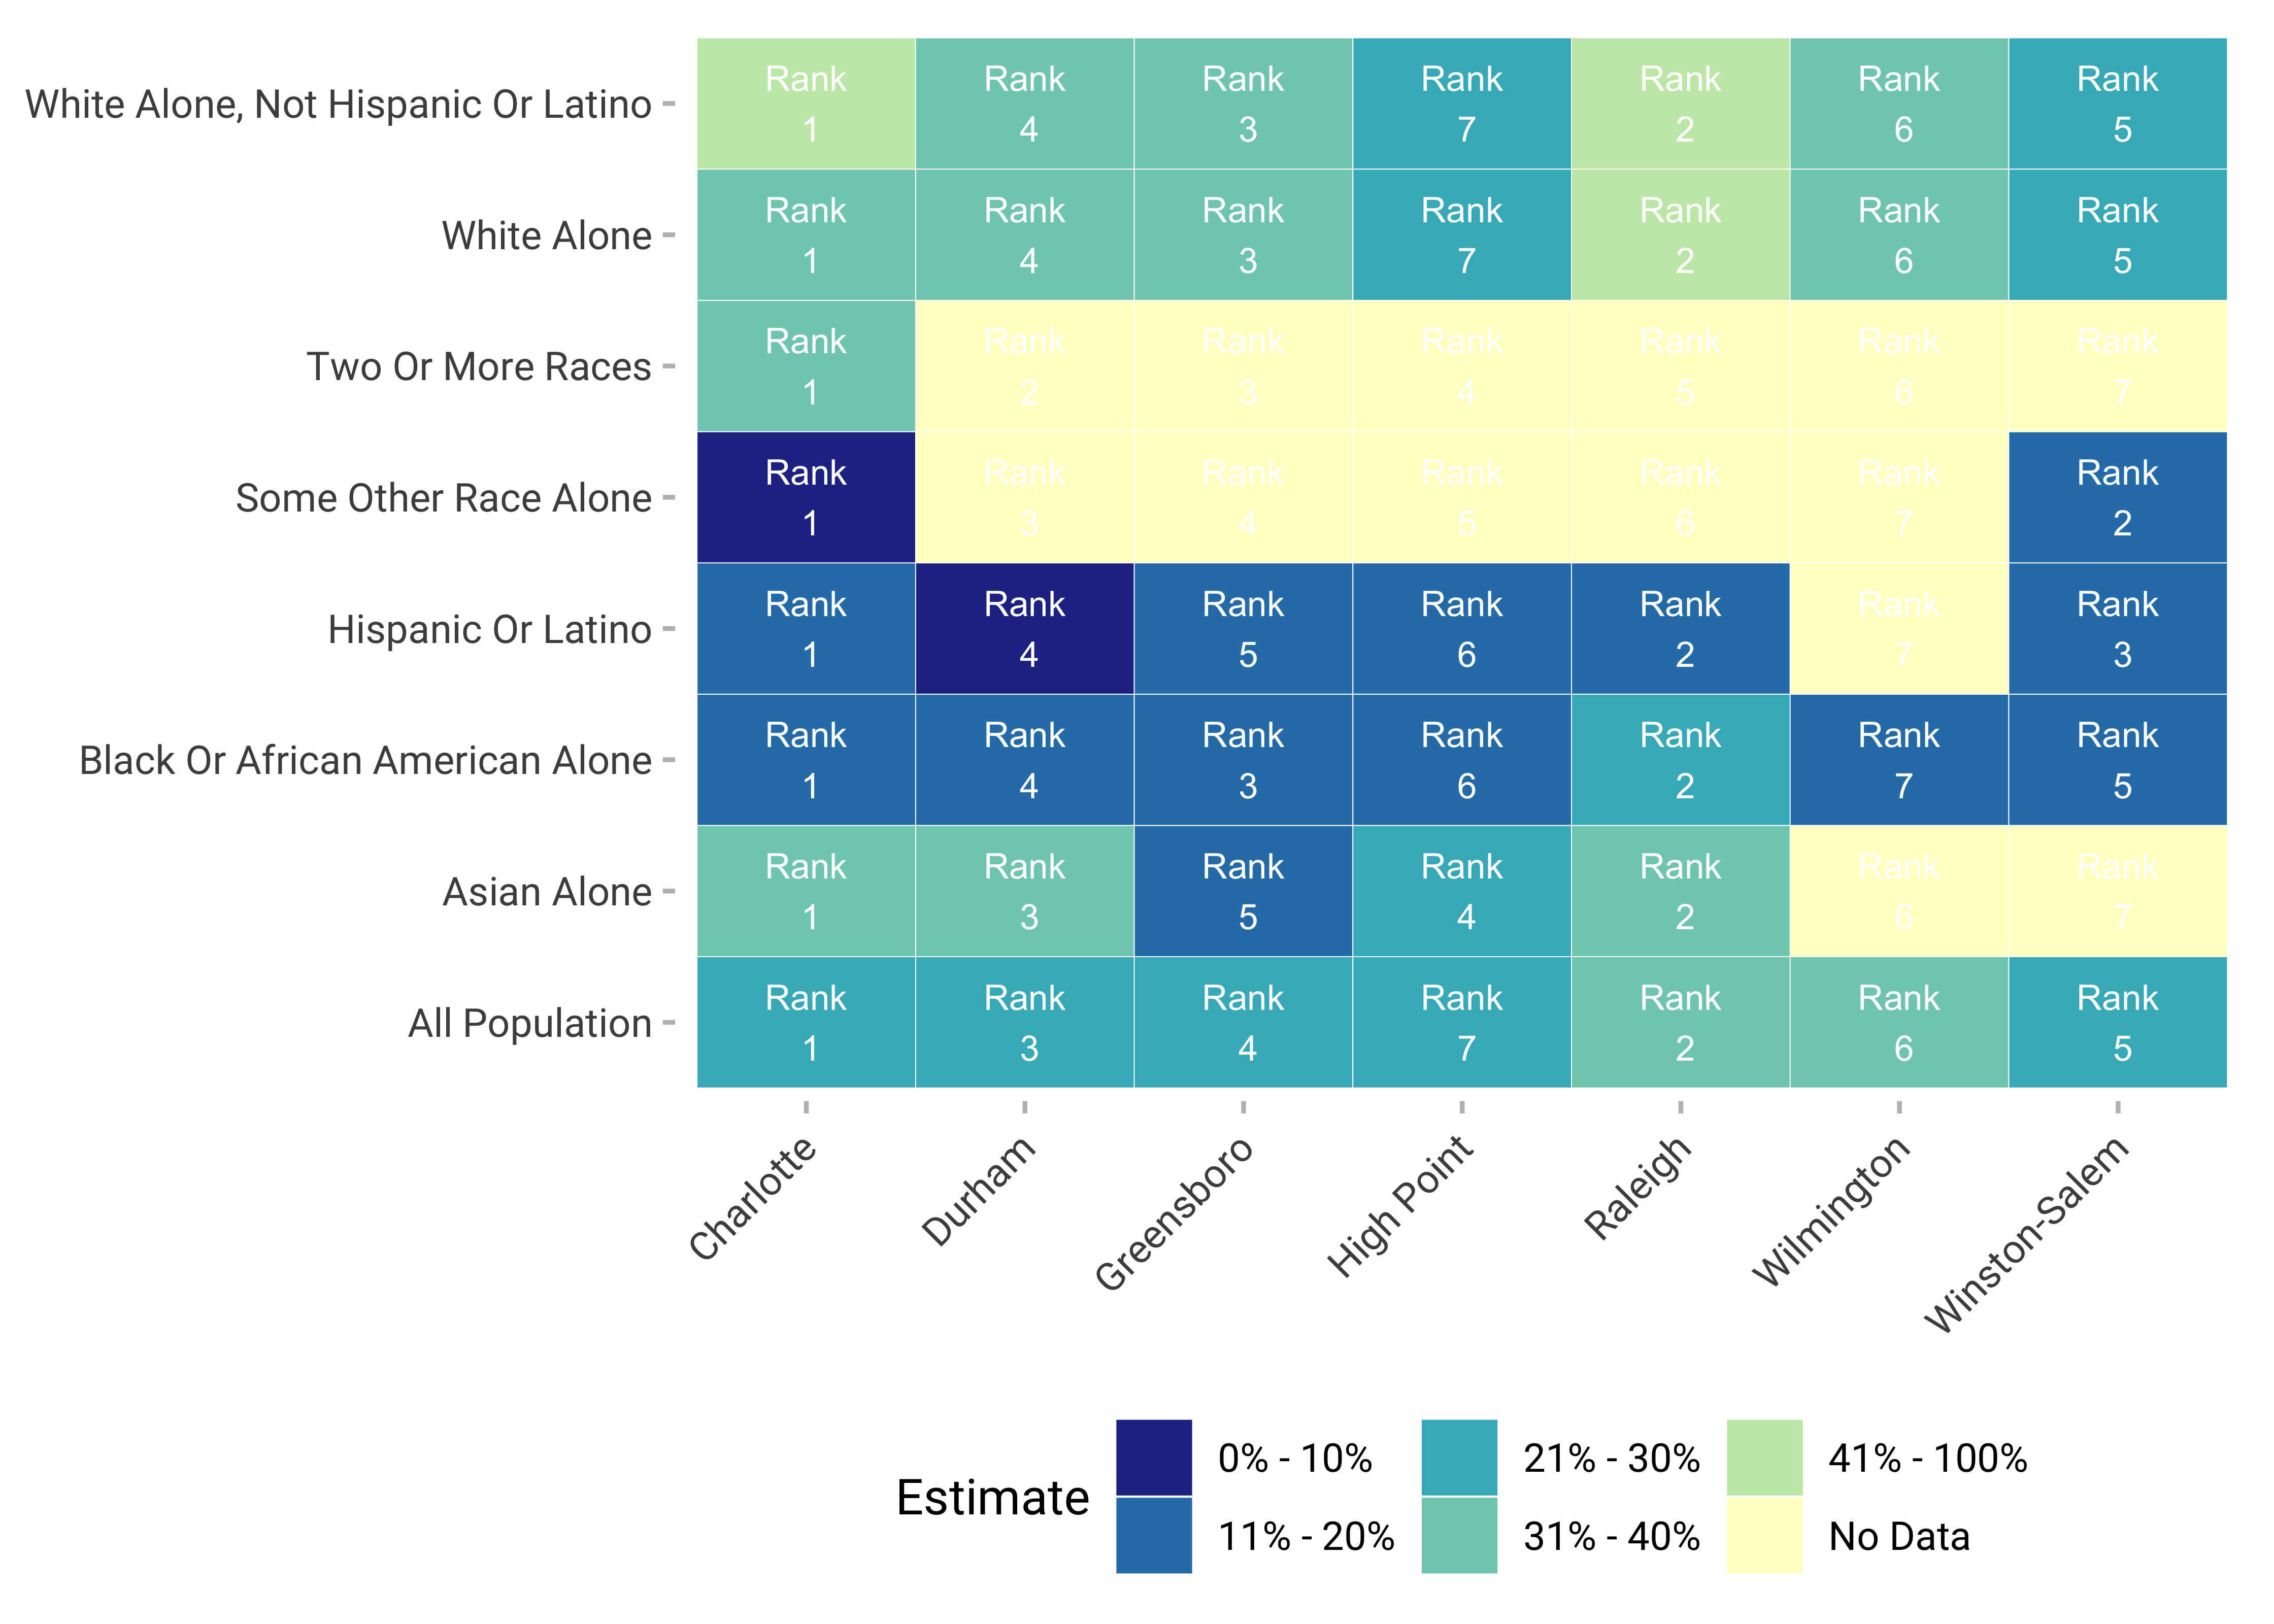 White Alone, Not Hispanic Or Latino
Rank Rank Rank Rank Rank Rank Rank
1 4 3 7 2 6 5
White Alone
Rank Rank Rank Rank Rank Rank Rank
1 4 3 7 2 6 5
Two Or More Races
Rank Rank Rank Rank Rank Rank Rank
1 2 3 4 5 6 7
Some Other Race Alone
Rank Rank Rank Rank Rank Rank Rank
1 3 4 5 6 7 2
Hispanic Or Latino
Rank Rank Rank Rank Rank Rank Rank
1 4 5 6 2 7 3
Black Or African American Alone
Rank Rank Rank Rank Rank Rank Rank
1 4 3 6 2 7 5
Asian Alone
Rank Rank Rank Rank Rank Rank Rank
1 3 5 4 2 6 7
All Population
Rank Rank Rank Rank Rank Rank Rank
1 3 4 7 2 6 5
Charlotte
Durham
Greensboro
High Point
Raleigh
Wilmington
Winston-Salem
Estimate
0% - 10%
11% - 20%
21% - 30%
31% - 40%
41% - 100%
No Data